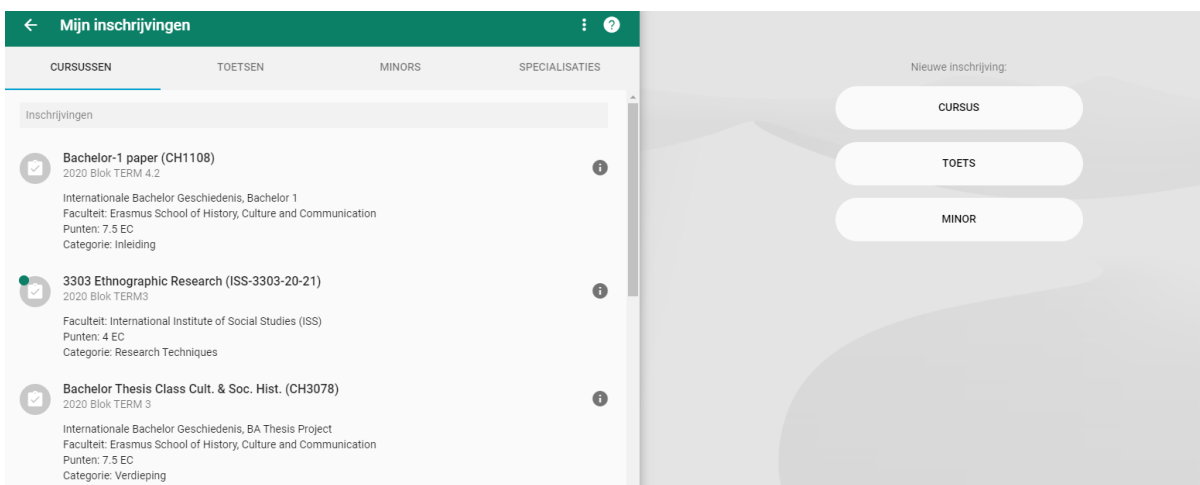 Mijn inschrijvingen
CURSUSSEN TOETSEN MINORS SPECIALISATIES
Inschrijvingen
Bachelor-1 paper (CH1108)
2020 Blok TERM 4.2
Internationale Bachelor Geschiedenis, Bachelor 1
Faculteit: Erasmus School of History, Culture and Communication
Punten: 7.5 EC
Categorie: Inleiding
3303 Ethnographic Research (ISS-3303-20-21)
2020 Blok TERM3
Faculteit: International Institute of Social Studies (ISS)
Punten: 4 EC
Categorie: Research Techniques
Bachelor Thesis Class Cult. & Soc. Hist. (CH3078)
2020 Blok TERM 3
Internationale Bachelor Geschiedenis, BA Thesis Project
Faculteit: Erasmus School of History, Culture and Communication
Punten: 7.5 EC
Categorie: Verdieping
Nieuwe inschrijving:
CURSUS
TOETS
MINOR